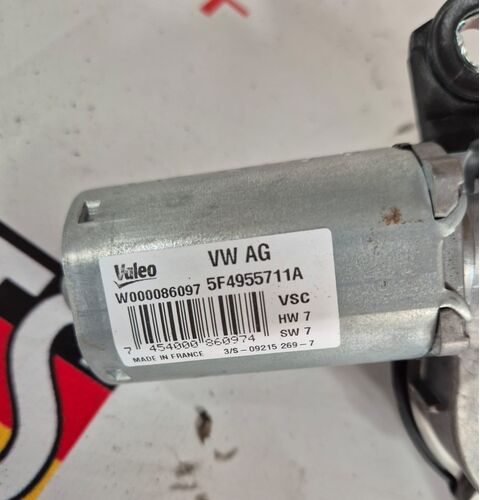 Valeo
VW AG
W000086097 5F4955711A
VSC
HW 7
SW 7
7 454000 860974
MADE IN FRANCE
3/S - 09215 269 - 7